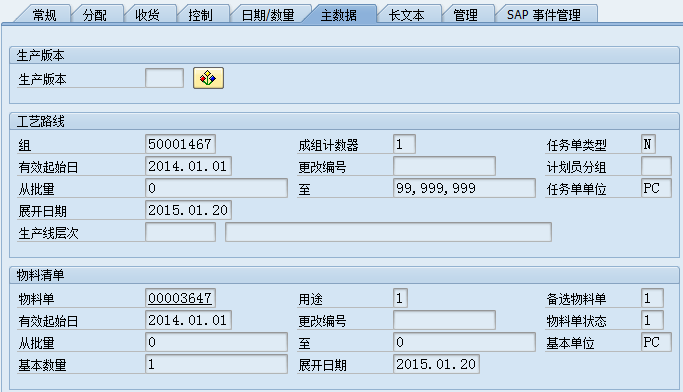 常规 分配 收货 控制 日期/数量 主数据 长文本 管理 SAP 事件管理
生产版本
生产版本
工艺路线
组 50001467 成组计数器 1 任务单类型 N
有效起始日 2014.01.01 更改编号 计划员分组
从批量 0 至 99,999,999 任务单单位 PC
展开日期 2015.01.20
生产线层次
物料清单
物料单 00003647 用途 1 备选物料单 1
有效起始日 2014.01.01 更改编号 物料单状态 1
从批量 0 至 0 基本单位 PC
基本数量 1 展开日期 2015.01.20